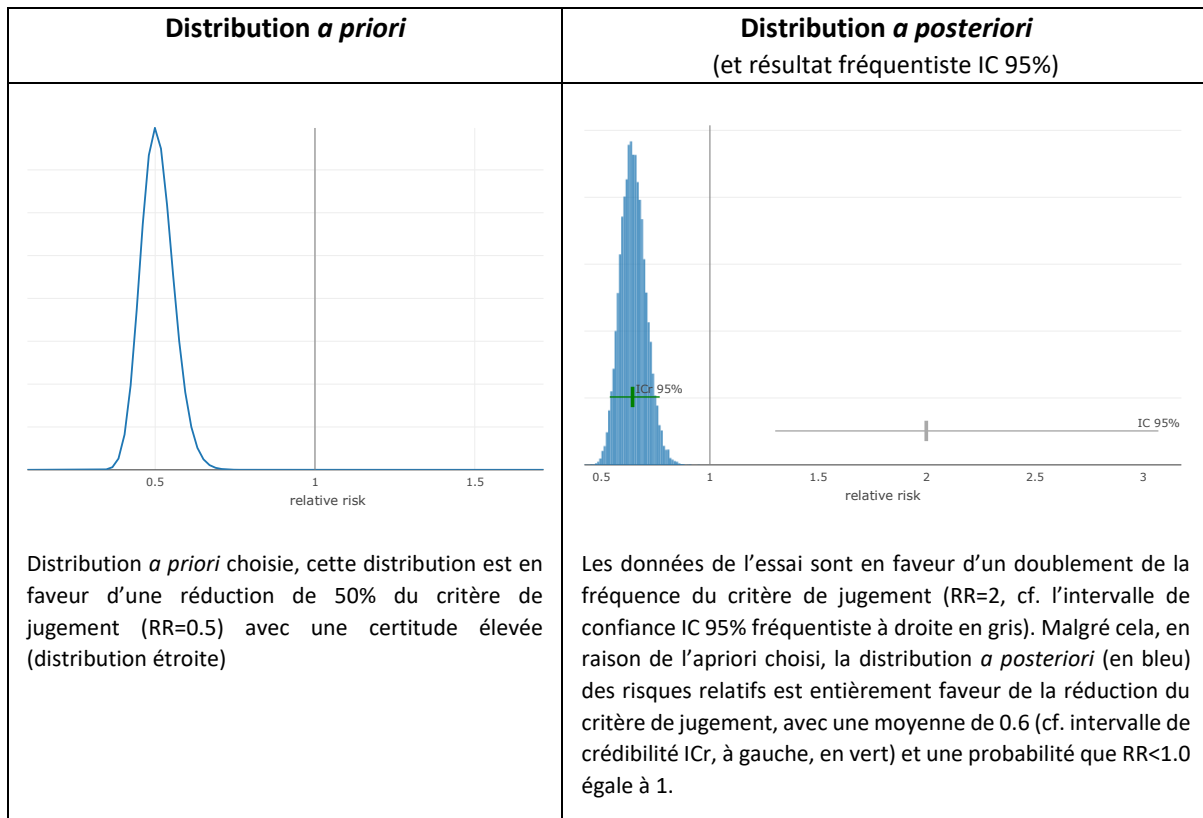 Distribution a priori
Distribution a posteriori
(et résultat fréquentiste IC 95%)
0.5
1
1.5
relative risk
ICr 95%
IC 95%
0.5
1
1.5
2
2.5
3
relative risk
Distribution a priori choisie, cette distribution est en
faveur d’une réduction de 50% du critère de
jugement (RR=0.5) avec une certitude élevée
(distribution étroite)
Les données de l’essai sont en faveur d’un doublement de la
fréquence du critère de jugement (RR=2, cf. l’intervalle de
confiance IC 95% fréquentiste à droite en gris). Malgré cela, en
raison de l’apriori choisi, la distribution a posteriori (en bleu)
des risques relatifs est entièrement faveur de la réduction du
critère de jugement, avec une moyenne de 0.6 (cf. intervalle de
crédibilité ICr, à gauche, en vert) et une probabilité que RR<1.0
égale à 1.